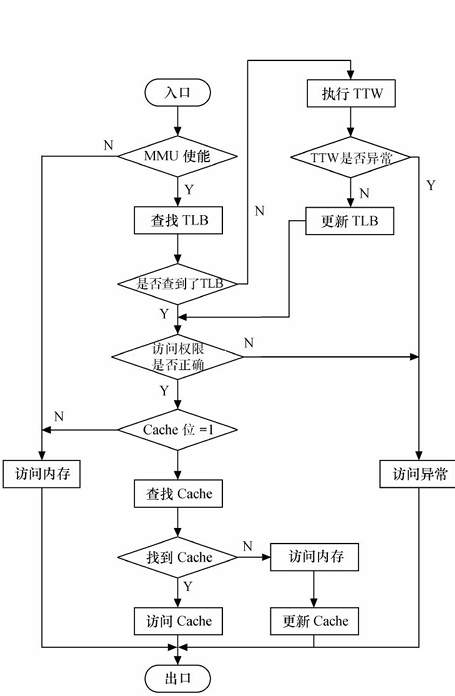 入口
执行 TTW
N
MMU 使能
TTW是否异常
Y
N
Y
查找 TLB
N
更新 TLB
是否查到了TLB
Y
访问权限
是否正确
N
Y
N
Cache 位 =1
访问内存
访问异常
查找 Cache
找到 Cache
N
访问内存
Y
访问 Cache
更新 Cache
出口